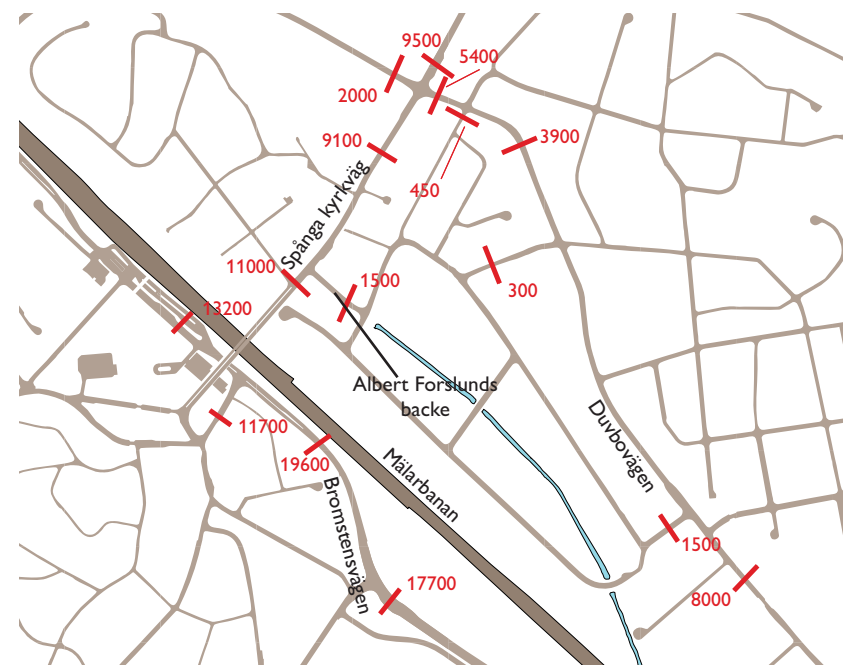 9500
5400
2000
9100
3900
450
Spånga kyrkväg
11000
1500
300
13200
Albert Forslunds
backe
11700
19600
Mälarbanan
Duvbovägen
Bromstensvägen
1500
17700
8000